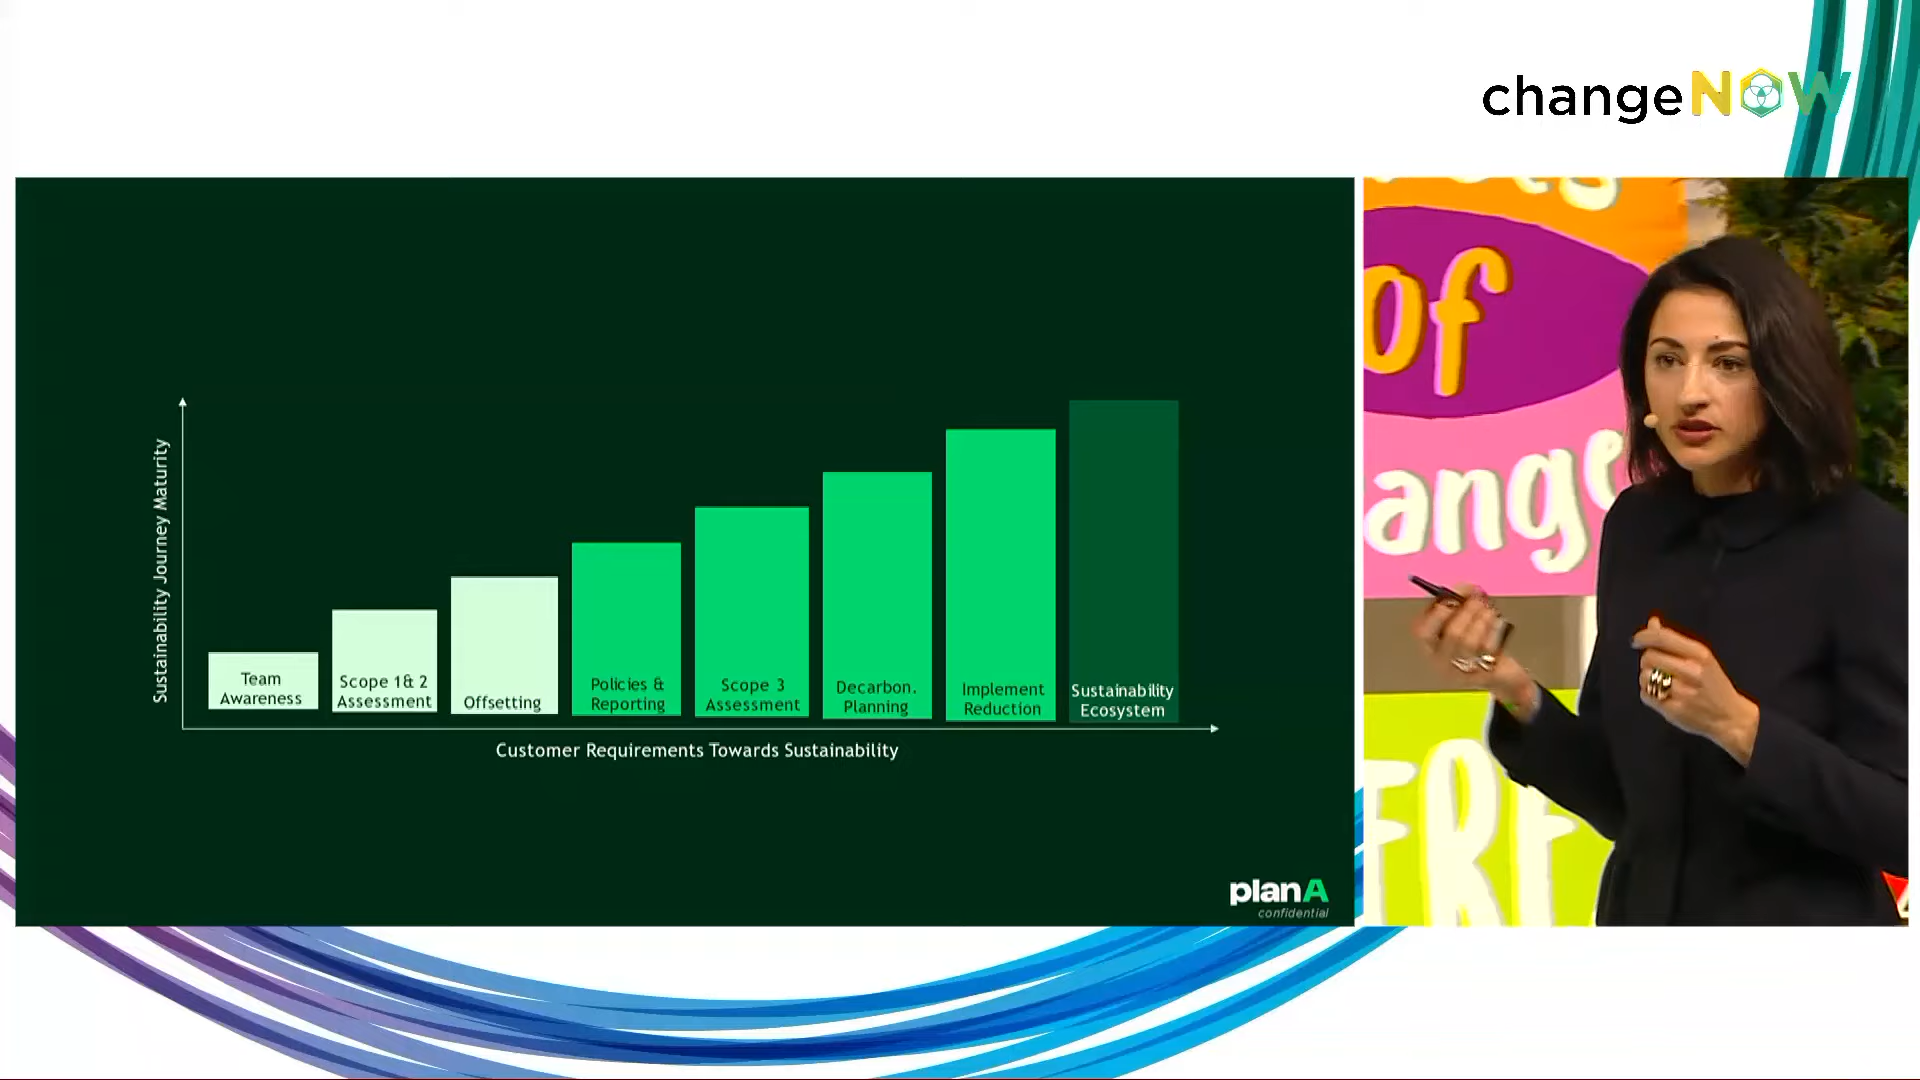 changeNOW
of
ange
FRE
Sustainability Journey Maturity
Team
Awareness
Scope 1& 2
Assessment
Offsetting
Policies &
Reporting
Scope 3
Assessment
Decarbon.
Planning
Implement
Reduction
Sustainability
Ecosystem
Customer Requirements Towards Sustainability
planA
confidential